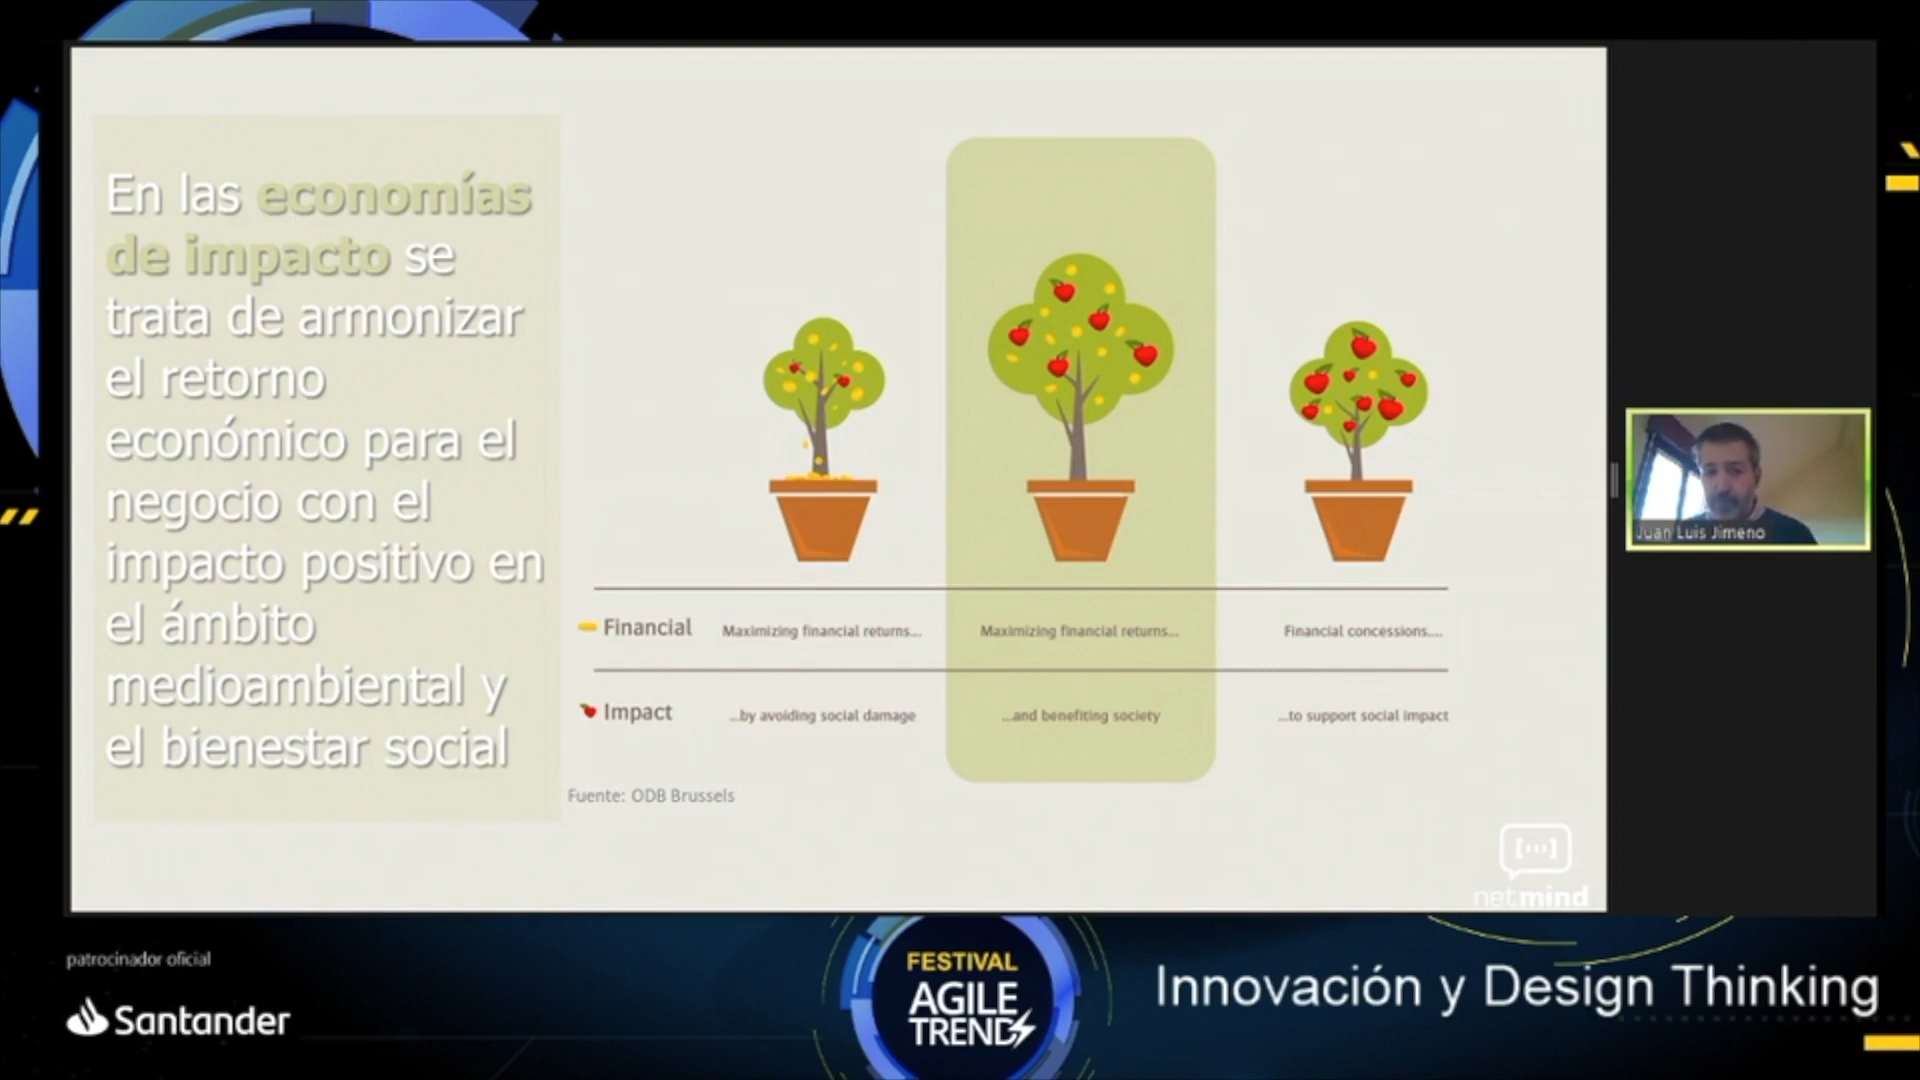 En las economías
de impacto se
trata de armonizar
el retorno
económico para el
negocio con el
impacto positivo en
el ámbito
medioambiental y
el bienestar social
Financial
Maximizing financial returns...
Maximizing financial returns...
Financial concessions....
Impact
...by avoiding social damage
...and benefiting society
...to support social impact
Fuente: ODB Brussels
netmind
Juan Luis Jimeno
patrocinador oficial
Santander
FESTIVAL
AGILE
TRENDS
Innovación y Design Thinking